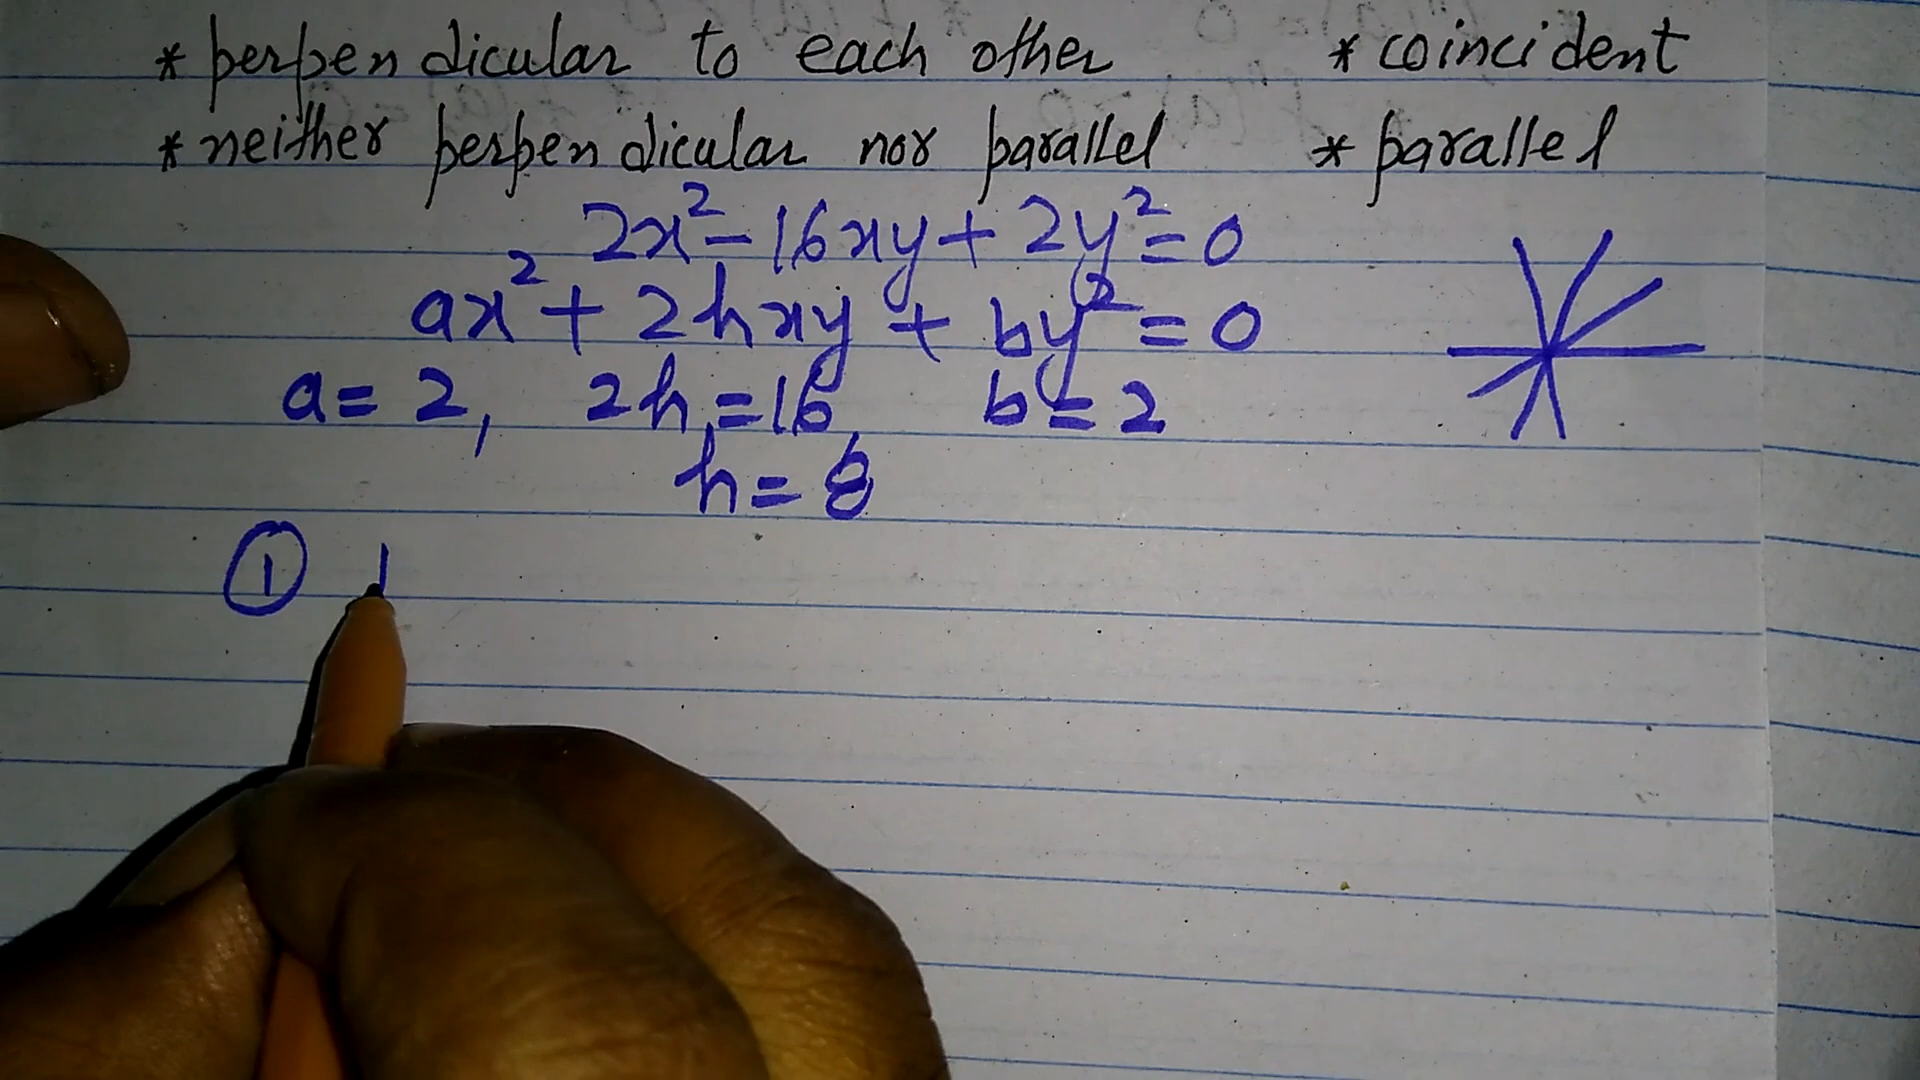 * perpendicular to each other * coincident
* neither perpendicular nor parallel * parallel
2x² - 16xy + 2y² = 0
ax² + 2hxy + by² = 0
a = 2, 2h = 16, b = 2
h = 8
① 1